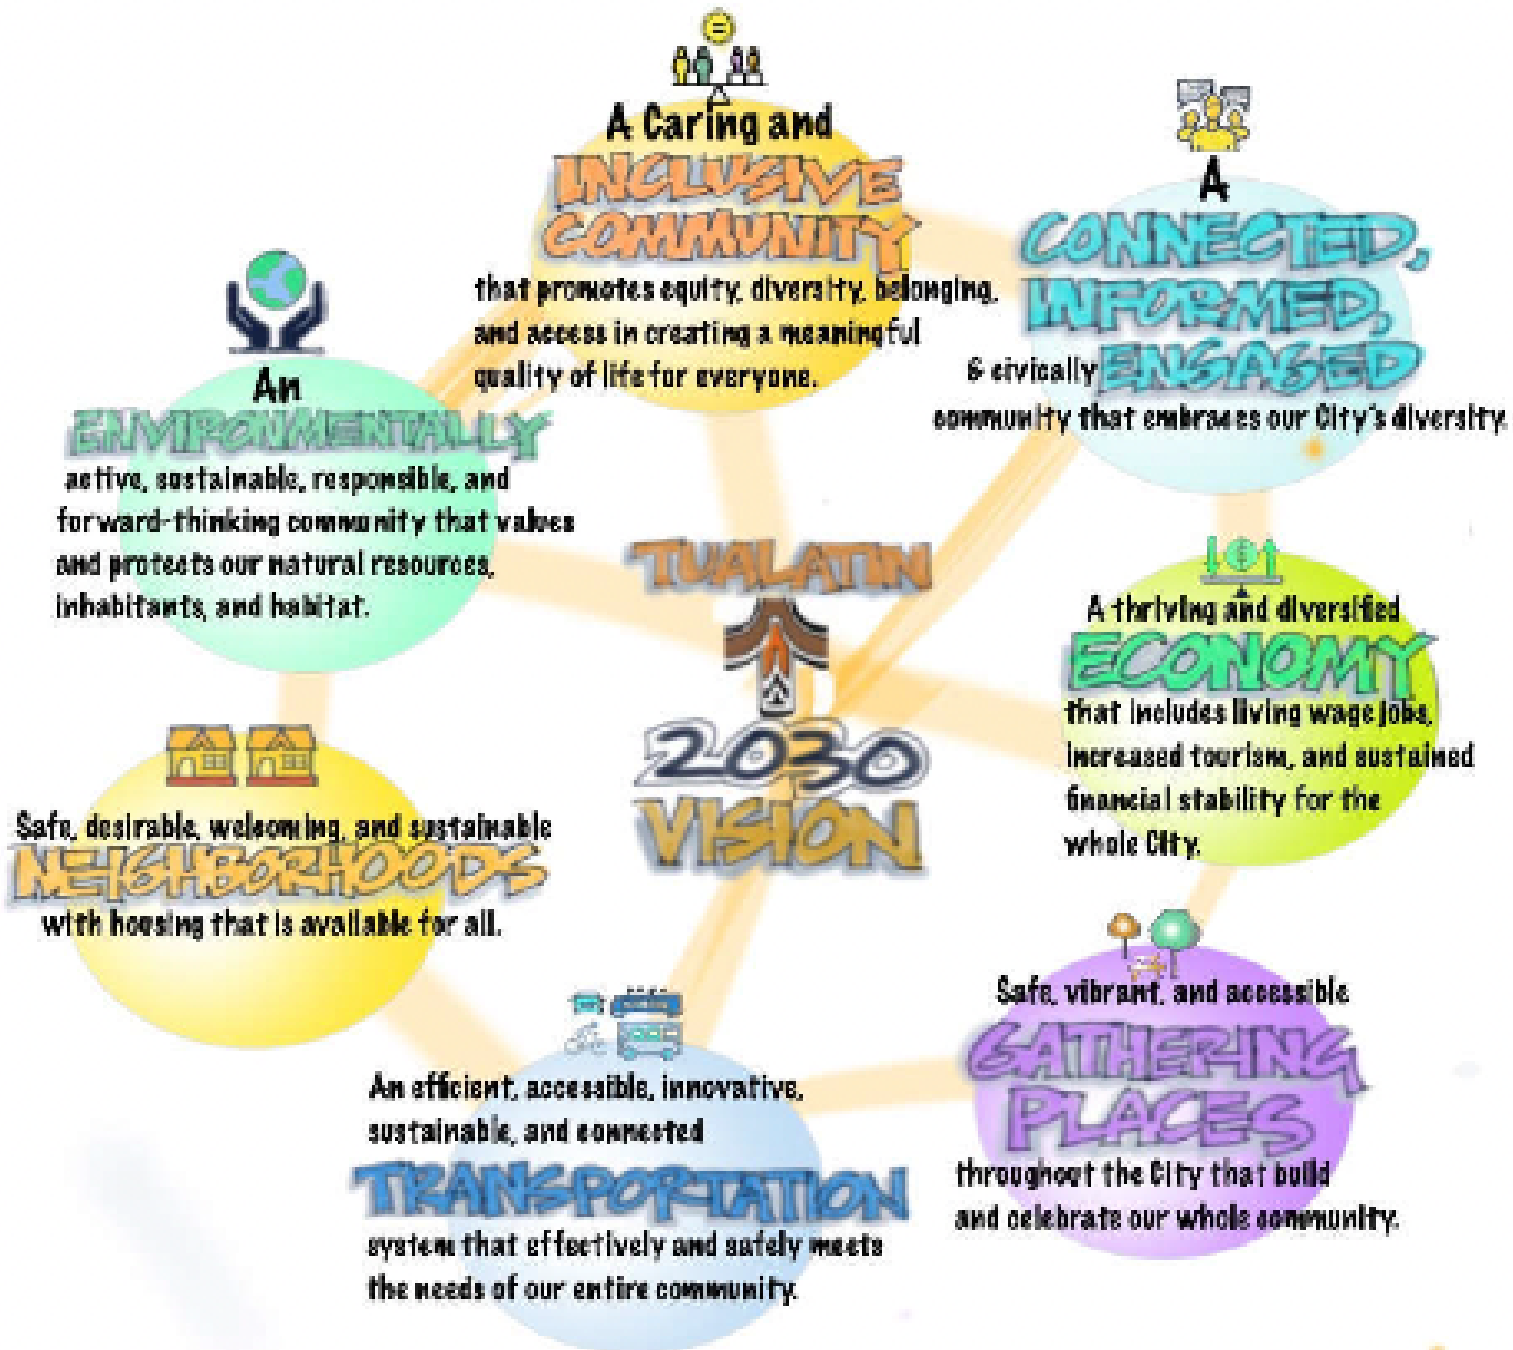 A Caring and
INCLUSIVE
COMMUNITY
that promotes equity, diversity, belonging,
and access in creating a meaningful
quality of life for everyone.
A
CONNECTED,
INFORMED,
& civically ENGAGED
community that embraces our City's diversity.
An
ENVIRONMENTALLY
active, sustainable, responsible, and
forward-thinking community that values
and protects our natural resources,
inhabitants, and habitat.
TUALATIN
2030
VISION
A thriving and diversified
ECONOMY
that includes living wage jobs,
increased tourism, and sustained
financial stability for the
whole City.
Safe, desirable, welcoming, and sustainable
NEIGHBORHOODS
with housing that is available for all.
Safe, vibrant, and accessible
GATHERING
PLACES
throughout the City that build
and celebrate our whole community.
An efficient, accessible, innovative,
sustainable, and connected
TRANSPORTATION
system that effectively and safely meets
the needs of our entire community.